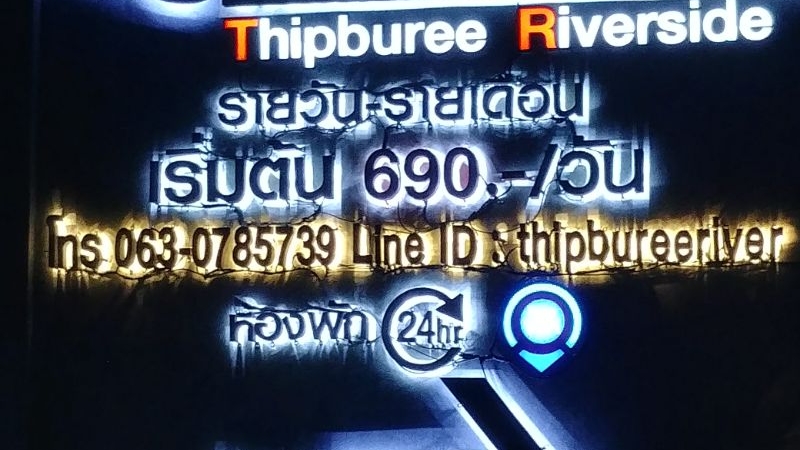 Thipburee Riverside
รายวัน-รายเดือน
เริ่มต้น 690.-/วัน
โทร 063-0785739 Line ID : thipbureeriver
ห้องพัก 24hr